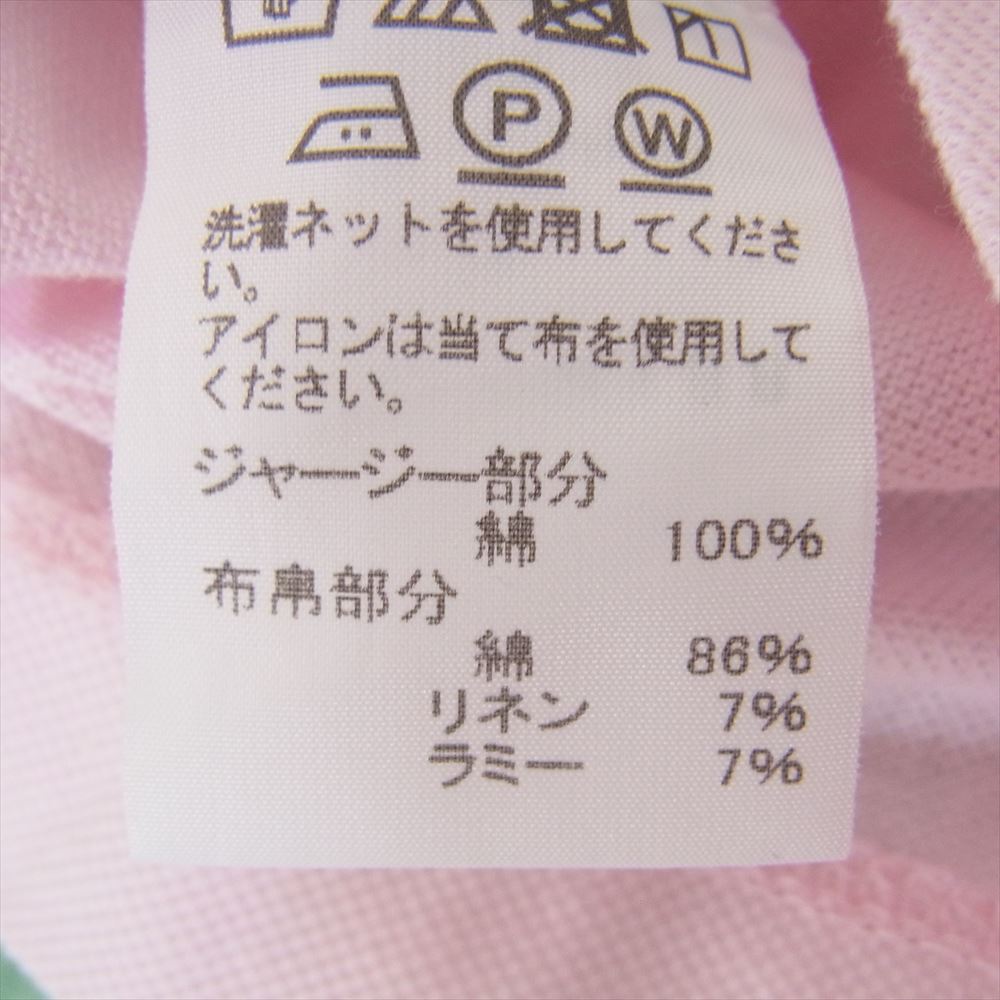 P W
洗濯ネットを使用してくださ
い。
アイロンは当て布を使用して
ください。
ジャージー部分
綿 100%
布帛部分
綿 86%
リネン 7%
ラミー 7%